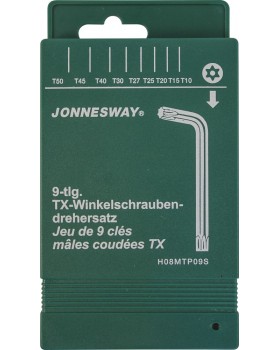 T50 T45 T40 T30 T27 T25 T20 T15 T10
JONNESWAY®
9-tlg.
TX-Winkelschrauben-
drehersatz
Jeu de 9 clés
mâles coudées TX
H08MTP09S